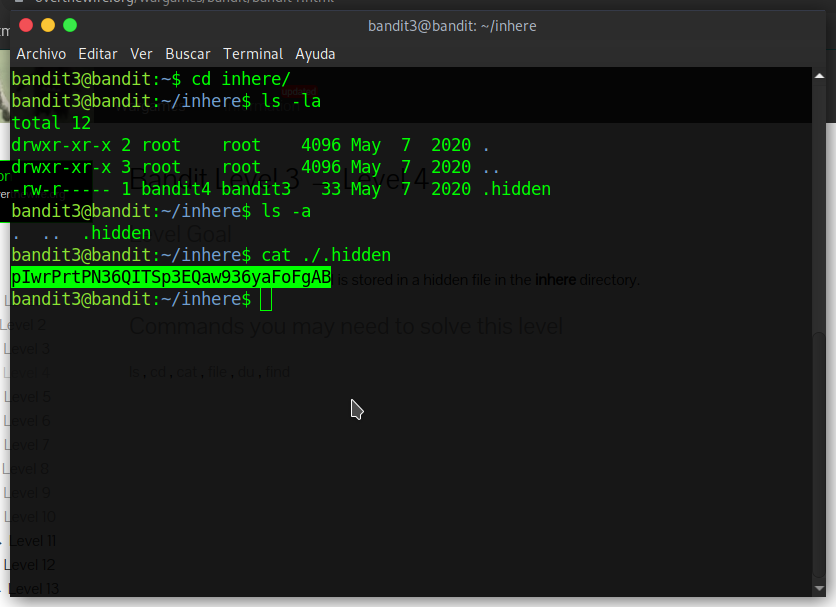 overthewire.org/wargames/bandit/bandit4.html
bandit3@bandit: ~/inhere
Archivo Editar Ver Buscar Terminal Ayuda
bandit3@bandit:~$ cd inhere/
bandit3@bandit:~/inhere$ ls -la
total 12
drwxr-xr-x 2 root    root    4096 May  7  2020 .
drwxr-xr-x 3 root    root    4096 May  7  2020 ..
-rw-r----- 1 bandit4 bandit3   33 May  7  2020 .hidden
bandit3@bandit:~/inhere$ ls -a
.  ..  .hidden
bandit3@bandit:~/inhere$ cat ./.hidden
pIwrPrtPN36QITSp3EQaw936yaFoFgAB
bandit3@bandit:~/inhere$
updated
Bandit Level 3 → Level 4
Level Goal
is stored in a hidden file in the inhere directory.
Commands you may need to solve this level
ls , cd , cat , file , du , find
Level 2
Level 3
Level 4
Level 5
Level 6
Level 7
Level 8
Level 9
Level 10
Level 11
Level 12
Level 13